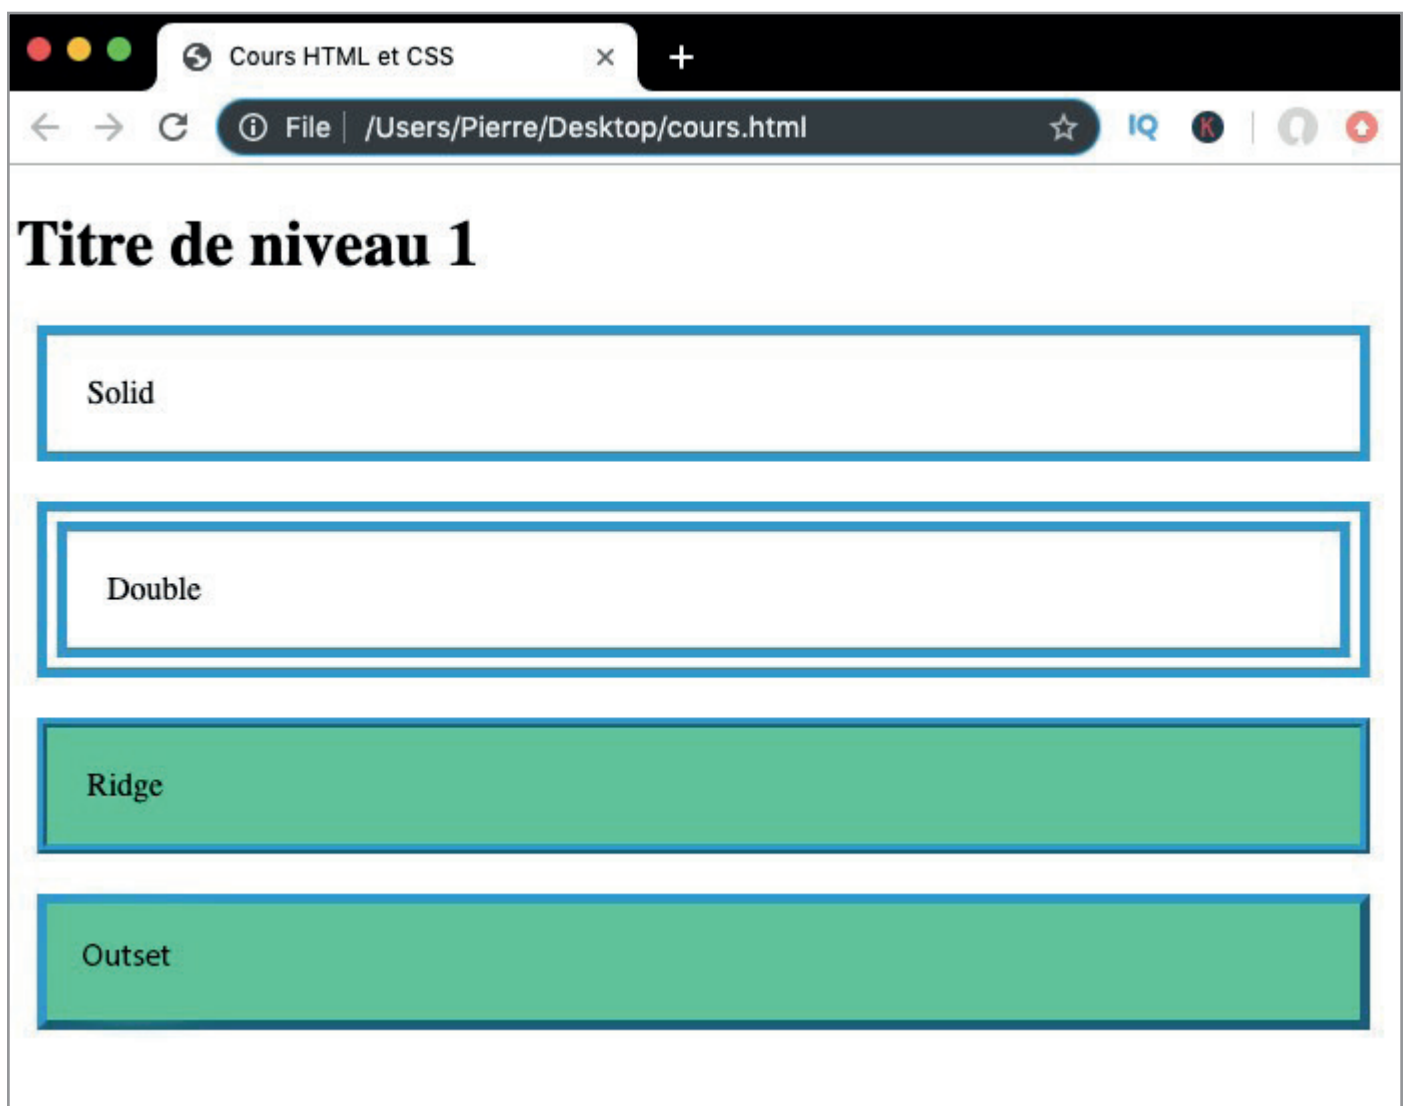 Cours HTML et CSS
File /Users/Pierre/Desktop/cours.html IQ K
Titre de niveau 1
Solid
Double
Ridge
Outset